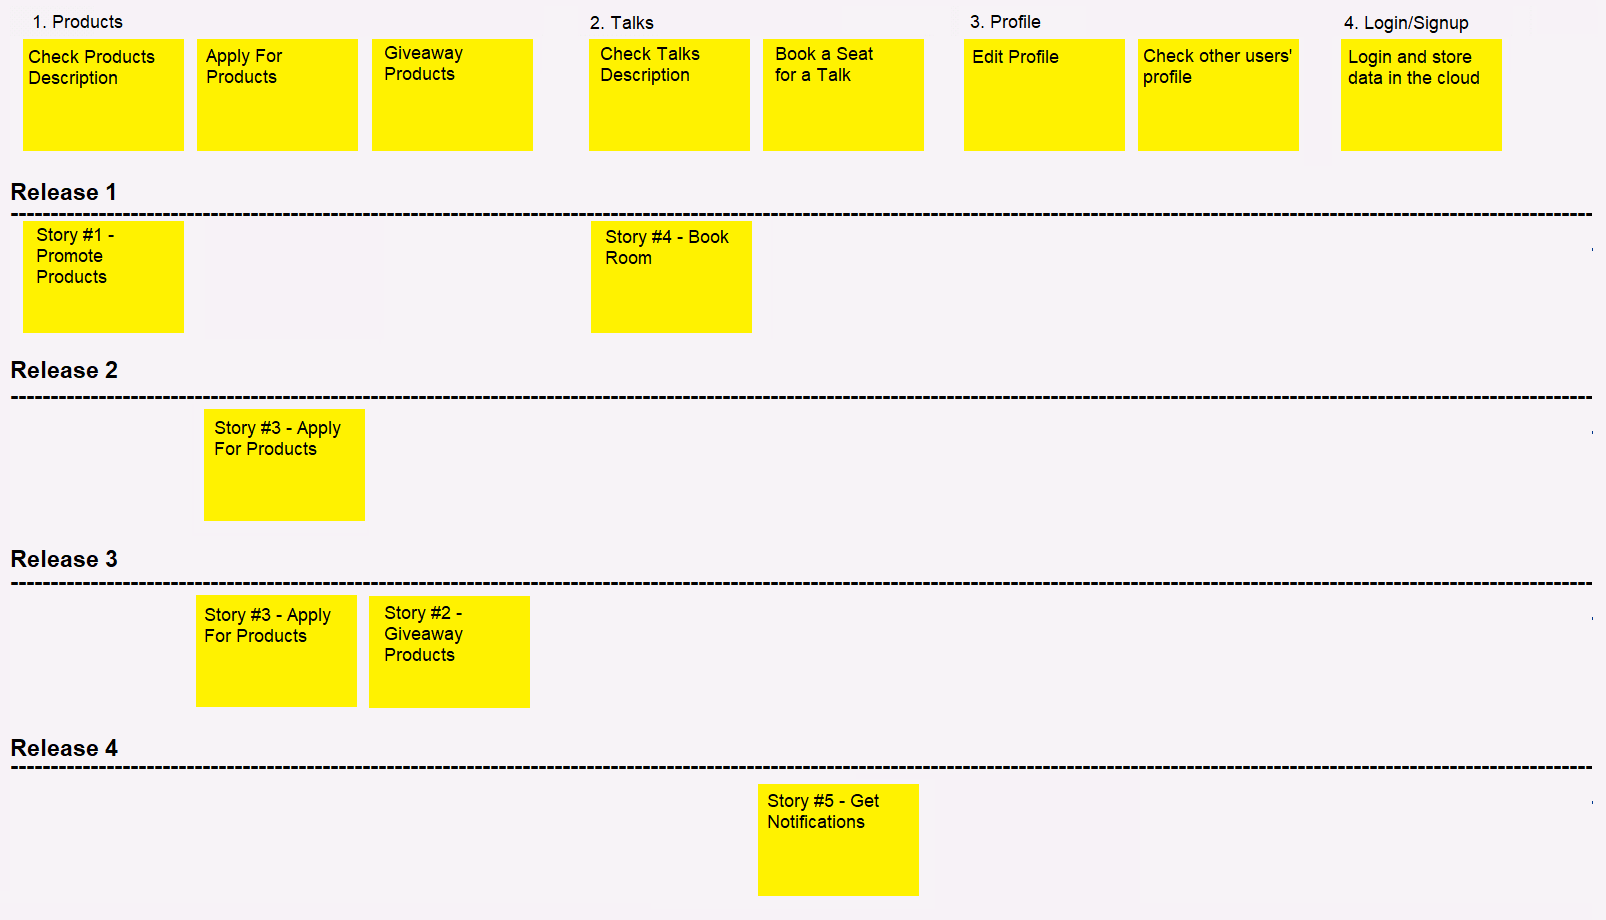 1. Products
2. Talks
3. Profile
4. Login/Signup
Check Products
Description
Apply For
Products
Giveaway
Products
Check Talks
Description
Book a Seat
for a Talk
Edit Profile
Check other users'
profile
Login and store
data in the cloud
Release 1
Story #1 -
Promote
Products
Story #4 - Book
Room
Release 2
Story #3 - Apply
For Products
Release 3
Story #3 - Apply
For Products
Story #2 -
Giveaway
Products
Release 4
Story #5 - Get
Notifications